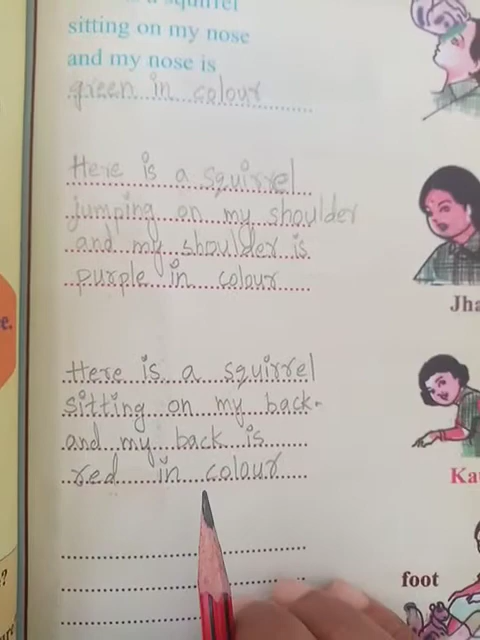 squirrel
sitting on my nose
and my nose is
green in colour
Here is a squirrel
jumping on my shoulder
and my shoulder is
purple in colour
Here is a squirrel
sitting on my back.
and my back is
red in colour
foot